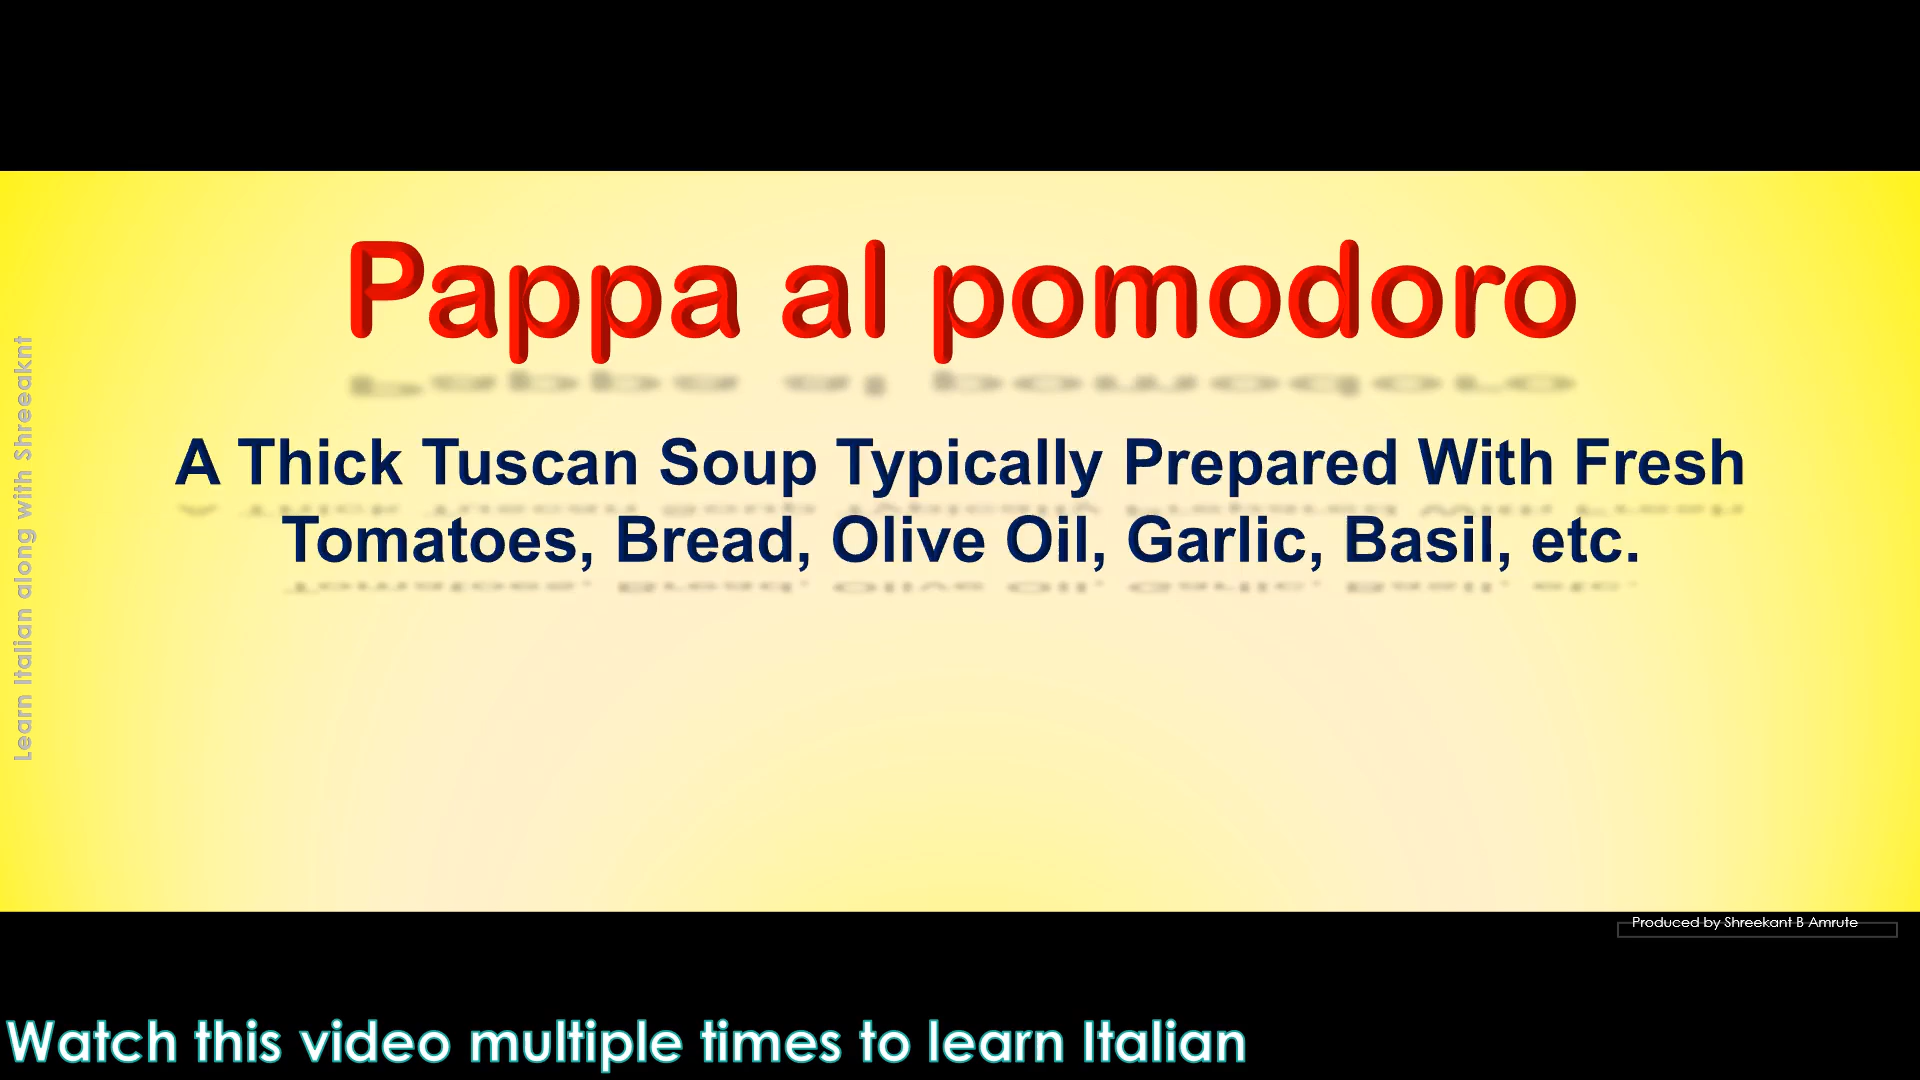 Pappa al pomodoro
A Thick Tuscan Soup Typically Prepared With Fresh
Tomatoes, Bread, Olive Oil, Garlic, Basil, etc.
Learn Italian along with Shreeaknt
Produced by Shreekant B Amrute
Watch this video multiple times to learn Italian